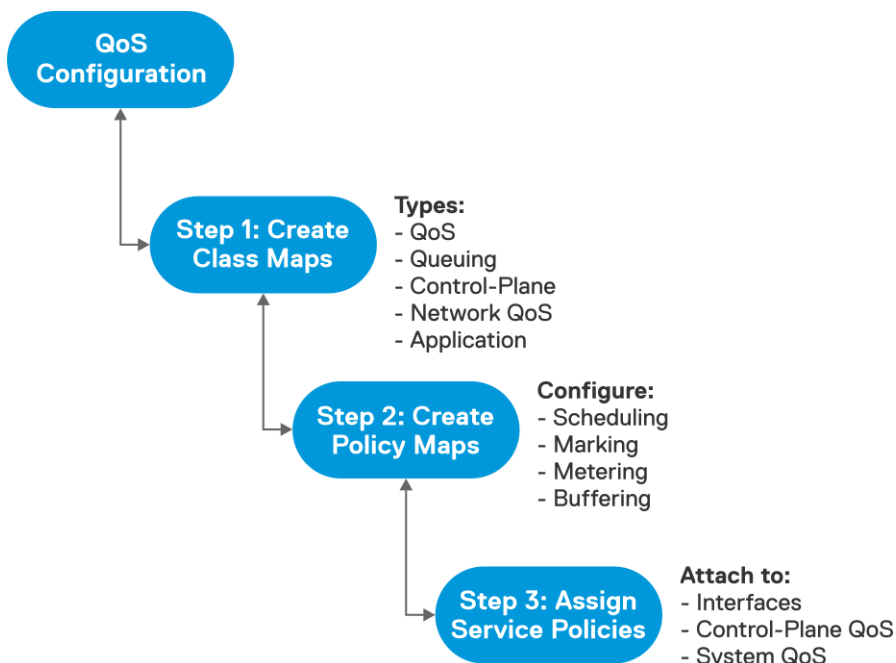 QoS
Configuration
Step 1: Create
Class Maps
Types:
- QoS
- Queuing
- Control-Plane
- Network QoS
- Application
Step 2: Create
Policy Maps
Configure:
- Scheduling
- Marking
- Metering
- Buffering
Step 3: Assign
Service Policies
Attach to:
- Interfaces
- Control-Plane QoS
- System QoS